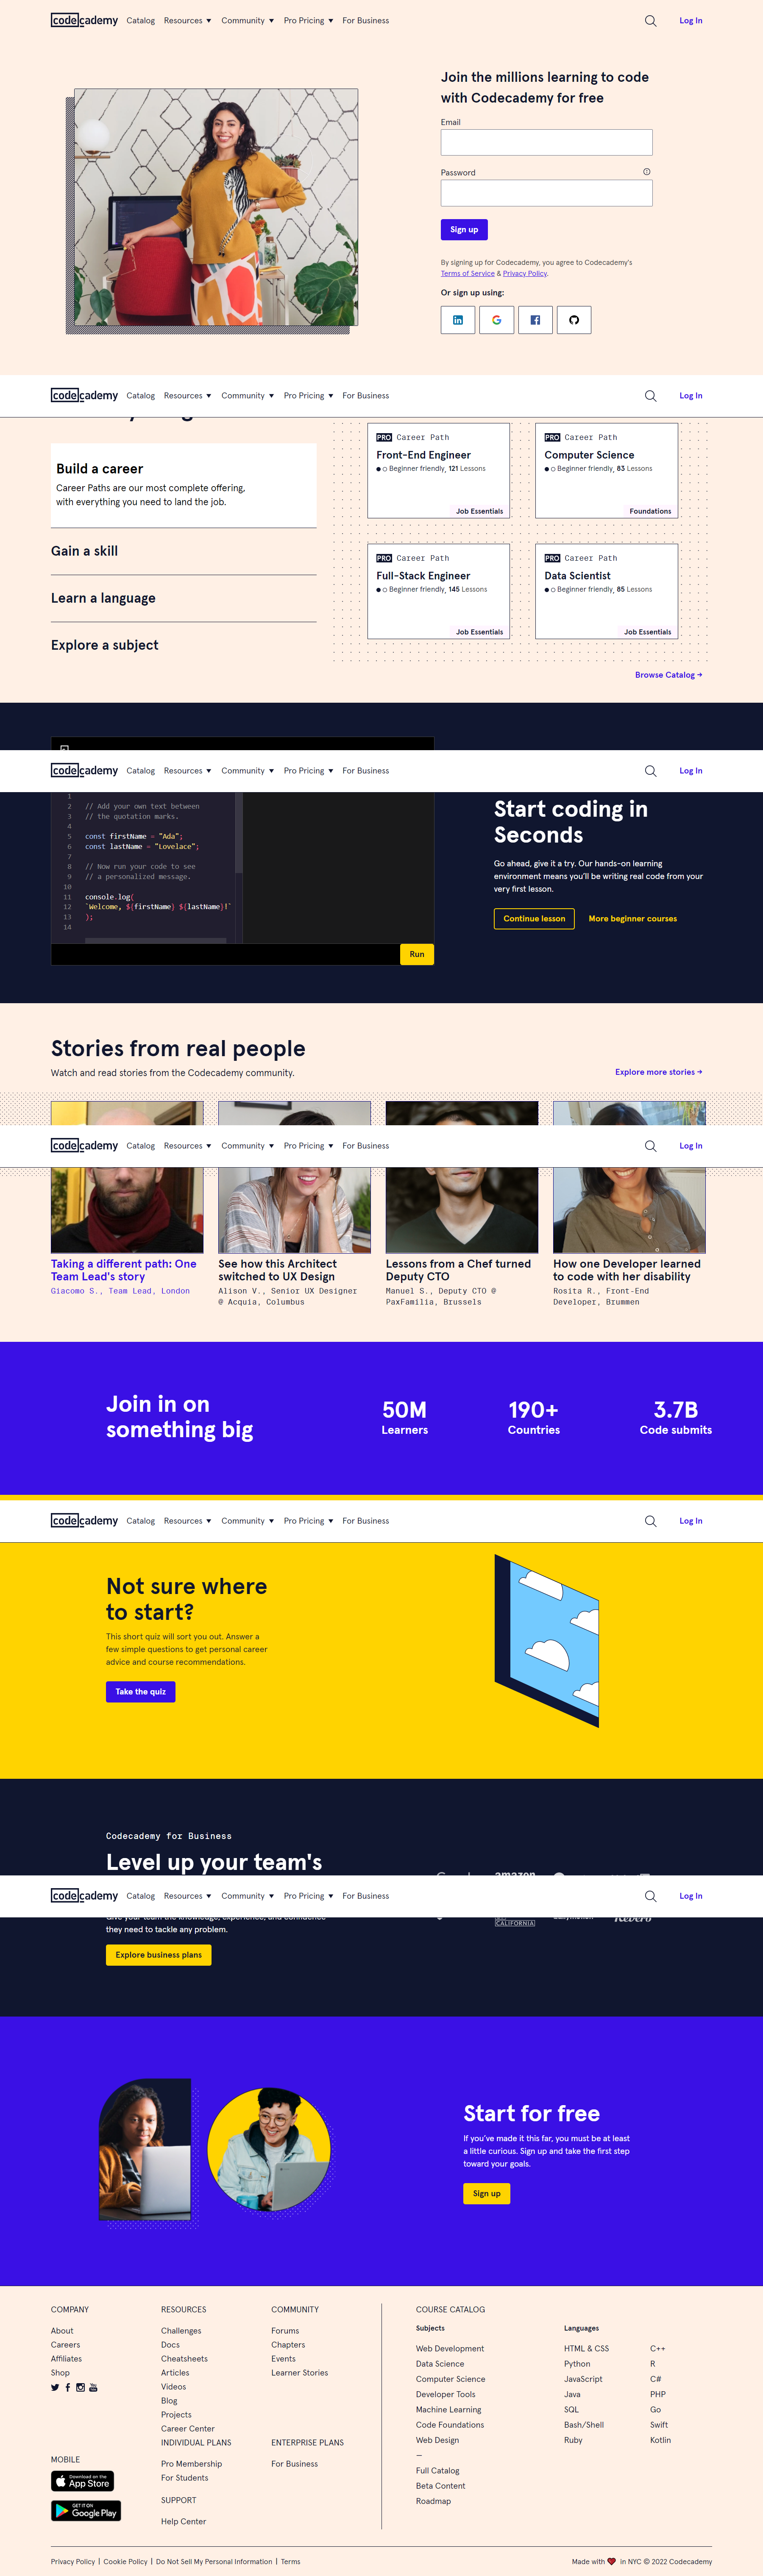 codecademy Catalog Resources Community Pro Pricing For Business Log In
Join the millions learning to code
with Codecademy for free
Email
Password
Sign up
By signing up for Codecademy, you agree to Codecademy's
Terms of Service & Privacy Policy.
Or sign up using:
codecademy Catalog Resources Community Pro Pricing For Business Log In
Build a career
Career Paths are our most complete offering,
with everything you need to land the job.
Gain a skill
Learn a language
Explore a subject
PRO Career Path
Front-End Engineer
Beginner friendly, 121 Lessons
Job Essentials
PRO Career Path
Computer Science
Beginner friendly, 83 Lessons
Foundations
PRO Career Path
Full-Stack Engineer
Beginner friendly, 145 Lessons
Job Essentials
PRO Career Path
Data Scientist
Beginner friendly, 85 Lessons
Job Essentials
Browse Catalog →
codecademy Catalog Resources Community Pro Pricing For Business Log In
1
2 // Add your own text between
3 // the quotation marks.
4
5 const firstName = "Ada";
6 const lastName = "Lovelace";
7
8 // Now run your code to see
9 // a personalized message.
10
11 console.log(
12 `Welcome, ${firstName} ${lastName}!`
13 );
14
Run
Start coding in
Seconds
Go ahead, give it a try. Our hands-on learning
environment means you'll be writing real code from your
very first lesson.
Continue lesson More beginner courses
Stories from real people
Watch and read stories from the Codecademy community.
Explore more stories →
codecademy Catalog Resources Community Pro Pricing For Business Log In
Taking a different path: One
Team Lead's story
Giacomo S., Team Lead, London
See how this Architect
switched to UX Design
Alison V., Senior UX Designer
@ Acquia, Columbus
Lessons from a Chef turned
Deputy CTO
Manuel S., Deputy CTO @
PaxFamilia, Brussels
How one Developer learned
to code with her disability
Rosita R., Front-End
Developer, Brummen
Join in on
something big
50M
Learners
190+
Countries
3.7B
Code submits
codecademy Catalog Resources Community Pro Pricing For Business Log In
Not sure where
to start?
This short quiz will sort you out. Answer a
few simple questions to get personal career
advice and course recommendations.
Take the quiz
Codecademy for Business
Level up your team's
amazon
codecademy Catalog Resources Community Pro Pricing For Business Log In
Give your team the knowledge, experience, and confidence
they need to tackle any problem.
CALIFORNIA
Explore business plans
Start for free
If you've made it this far, you must be at least
a little curious. Sign up and take the first step
toward your goals.
Sign up
COMPANY
About
Careers
Affiliates
Shop
MOBILE
Download on the
App Store
GET IT ON
Google Play
RESOURCES
Challenges
Docs
Cheatsheets
Articles
Videos
Blog
Projects
Career Center
INDIVIDUAL PLANS
Pro Membership
For Students
SUPPORT
Help Center
COMMUNITY
Forums
Chapters
Events
Learner Stories
ENTERPRISE PLANS
For Business
COURSE CATALOG
Subjects
Web Development
Data Science
Computer Science
Developer Tools
Machine Learning
Code Foundations
Web Design
—
Full Catalog
Beta Content
Roadmap
Languages
HTML & CSS
Python
JavaScript
Java
SQL
Bash/Shell
Ruby
C++
R
C#
PHP
Go
Swift
Kotlin
Privacy Policy | Cookie Policy | Do Not Sell My Personal Information | Terms
Made with ❤ in NYC © 2022 Codecademy